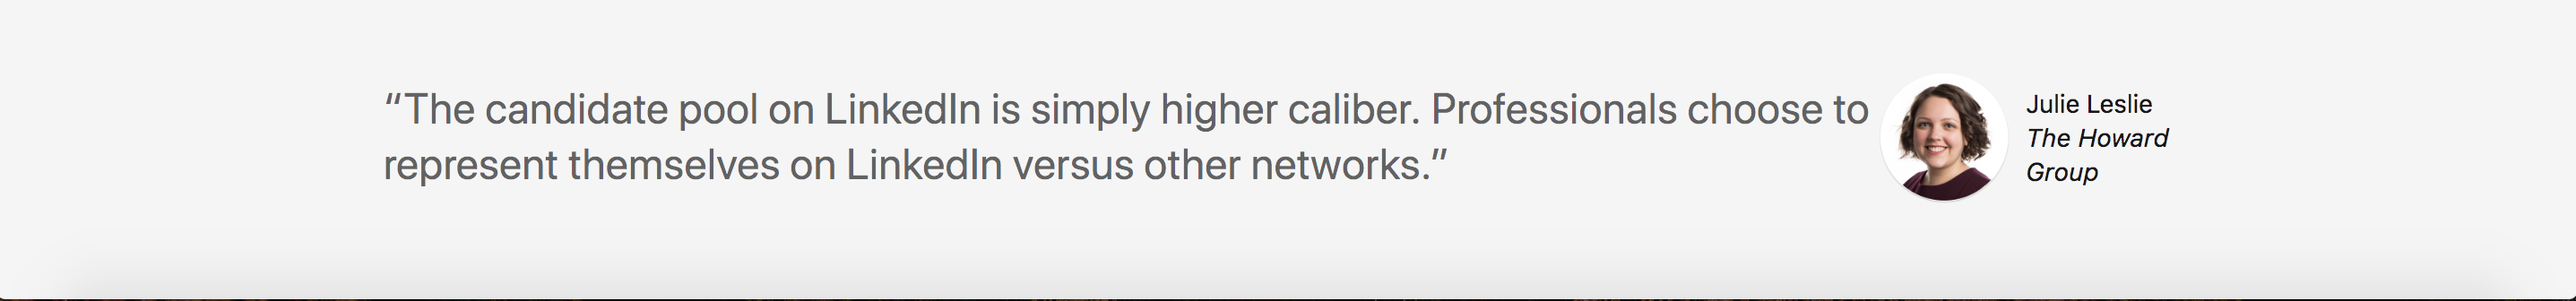 “The candidate pool on LinkedIn is simply higher caliber. Professionals choose to
represent themselves on LinkedIn versus other networks.”
Julie Leslie
The Howard
Group